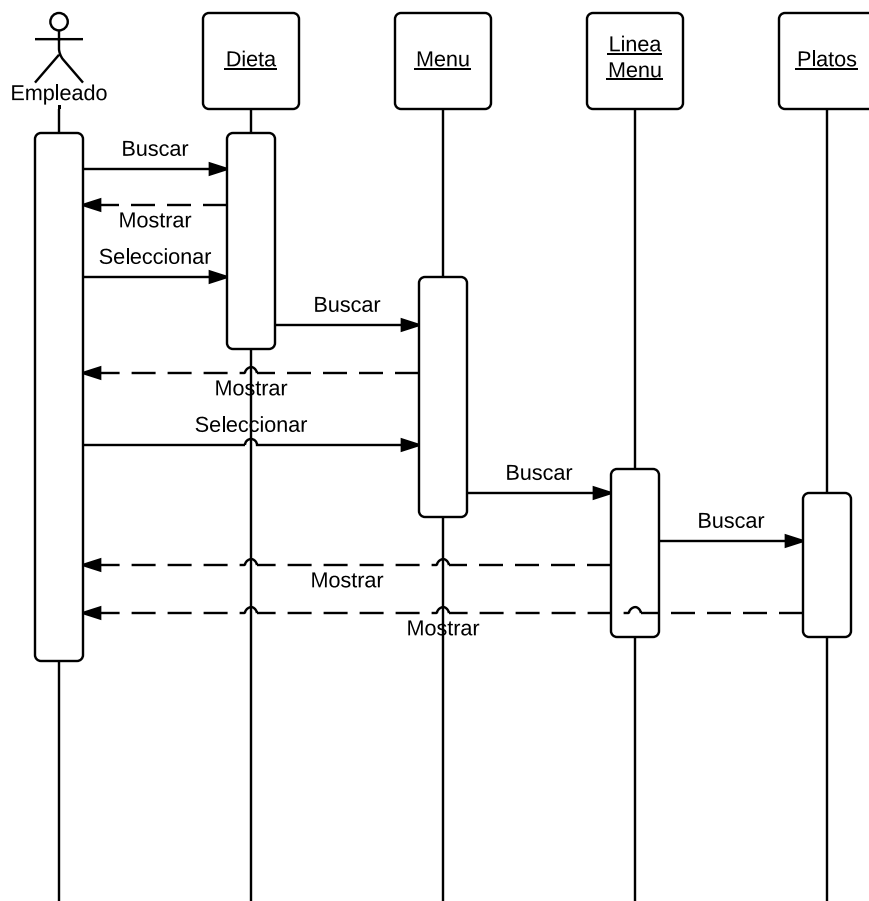 Empleado
Dieta
Menu
Linea
Menu
Platos
Buscar
Mostrar
Seleccionar
Buscar
Mostrar
Seleccionar
Buscar
Buscar
Mostrar
Mostrar